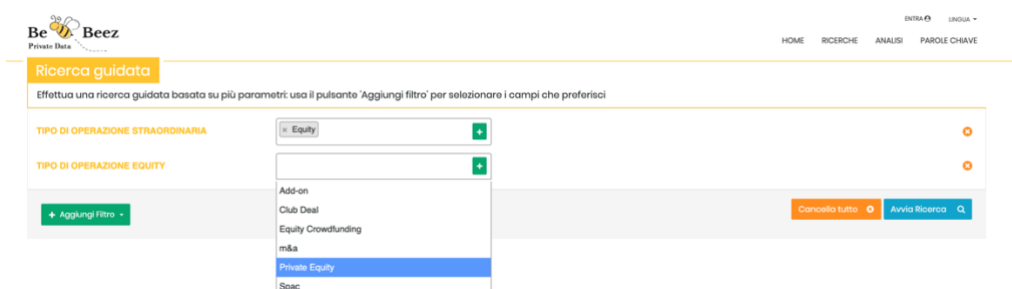 Be Beez
Private Data
ENTRA LINGUA
HOME RICERCHE ANALISI PAROLE CHIAVE
Ricerca guidata
Effettua una ricerca guidata basata su più parametri: usa il pulsante 'Aggiungi filtro' per selezionare i campi che preferisci
TIPO DI OPERAZIONE STRAORDINARIA × Equity +
TIPO DI OPERAZIONE EQUITY +
Add-on
Club Deal
Equity Crowdfunding
m&a
Private Equity
Spac
+ Aggiungi Filtro
Cancella tutto Avvia Ricerca